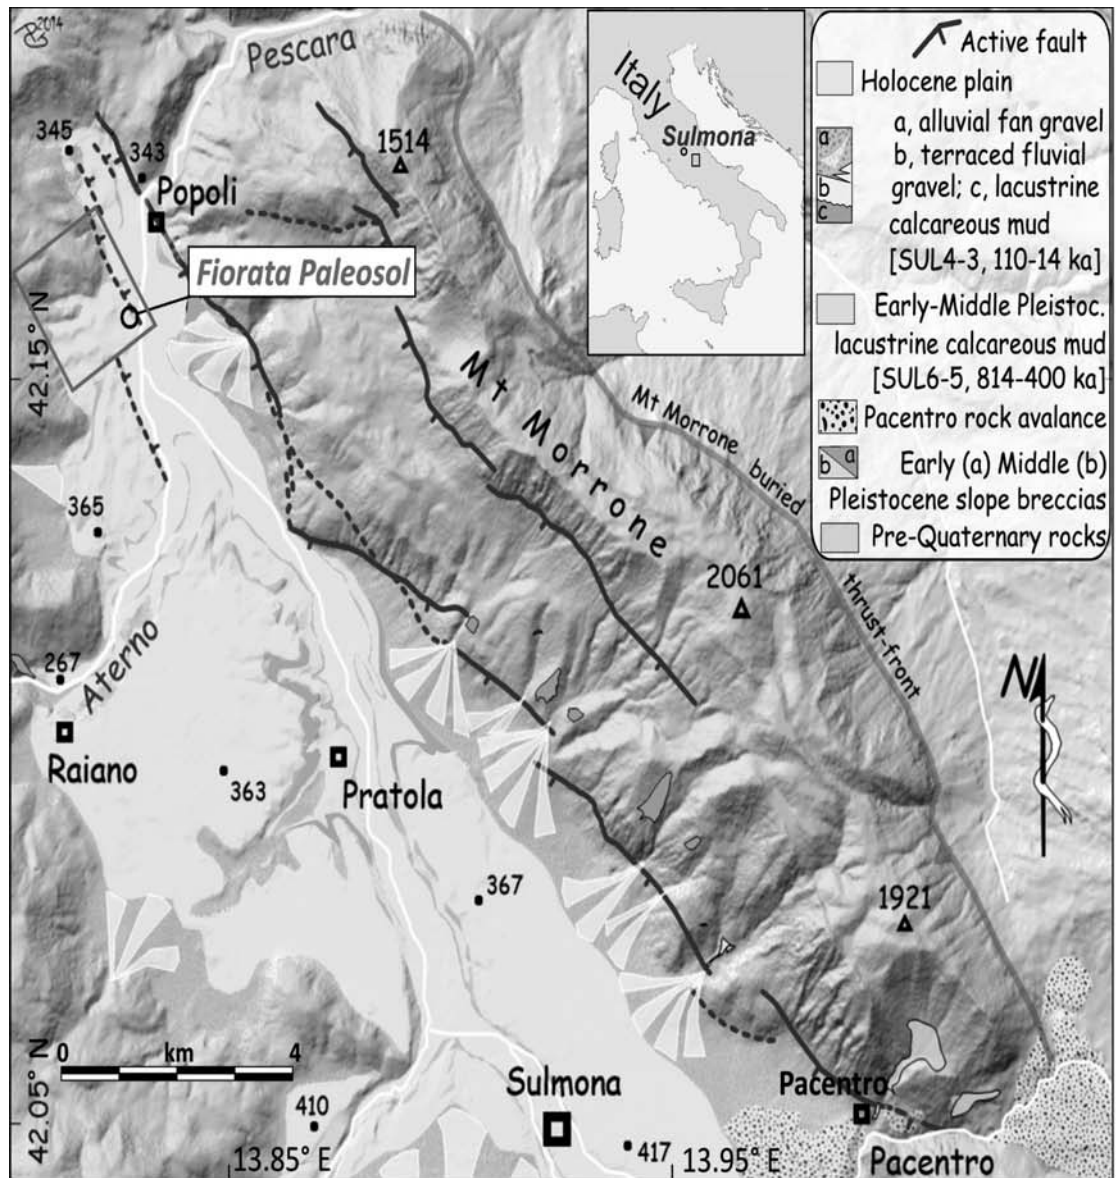 2014
Pescara
345
343
Popoli
1514
Fiorata Paleosol
Italy
Sulmona
Active fault
Holocene plain
a
b
c
a, alluvial fan gravel
b, terraced fluvial
gravel; c, lacustrine
calcareous mud
[SUL4-3, 110-14 ka]
Early-Middle Pleistoc.
lacustrine calcareous mud
[SUL6-5, 814-400 ka]
Pacentro rock avalance
b a
Early (a) Middle (b)
Pleistocene slope breccias
Pre-Quaternary rocks
42.15° N
Mt Morrone
Mt Morrone buried
thrust-front
365
2061
267
Aterno
Raiano
363
Pratola
367
1921
N
42.05° N
0 km 4
410
Sulmona
417
Pacentro
Pacentro
13.85° E
13.95° E